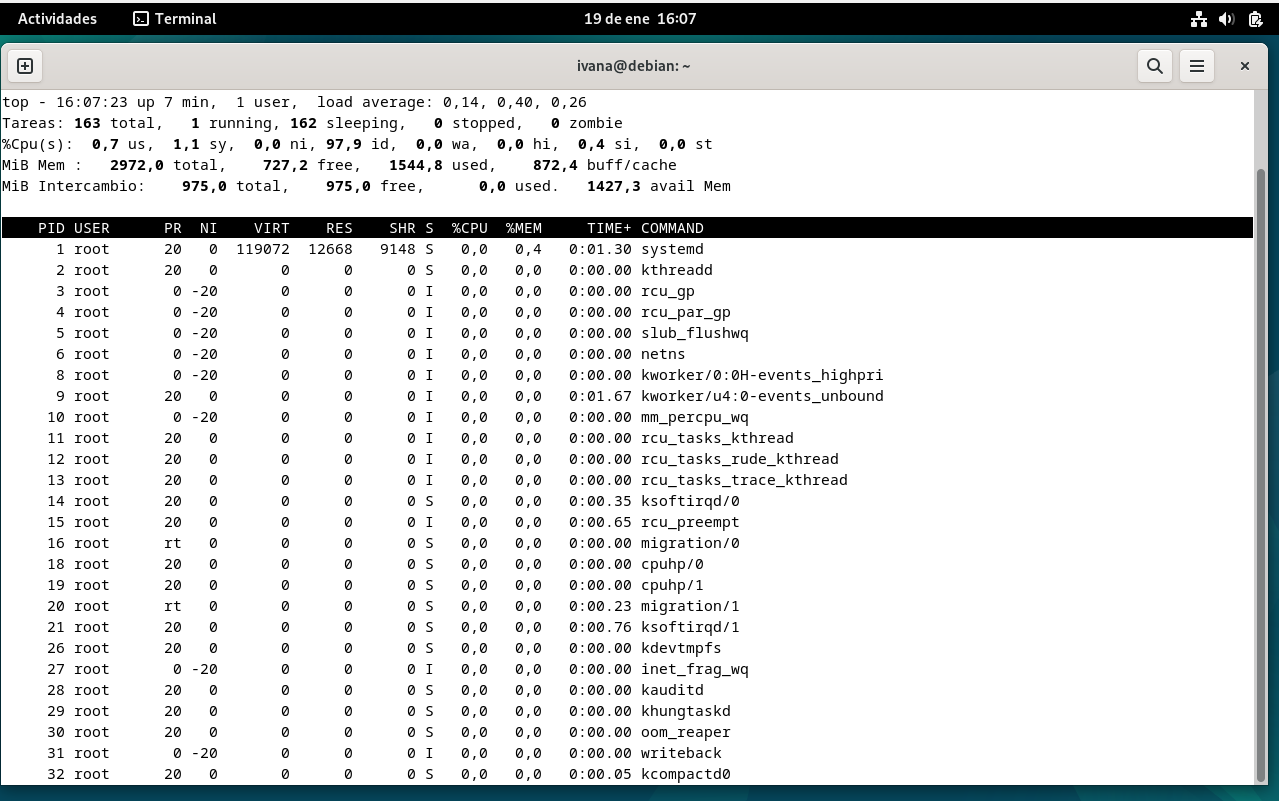 Actividades Terminal 19 de ene 16:07
ivana@debian: ~
top - 16:07:23 up 7 min,  1 user,  load average: 0,14, 0,40, 0,26
Tareas: 163 total,   1 running, 162 sleeping,   0 stopped,   0 zombie
%Cpu(s):  0,7 us,  1,1 sy,  0,0 ni, 97,9 id,  0,0 wa,  0,0 hi,  0,4 si,  0,0 st
MiB Mem :   2972,0 total,    727,2 free,   1544,8 used,    872,4 buff/cache
MiB Intercambio:    975,0 total,    975,0 free,      0,0 used.   1427,3 avail Mem
PID USER      PR  NI    VIRT    RES    SHR S  %CPU  %MEM     TIME+ COMMAND
1 root      20   0  119072  12668   9148 S   0,0   0,4   0:01.30 systemd
2 root      20   0       0      0      0 S   0,0   0,0   0:00.00 kthreadd
3 root       0 -20       0      0      0 I   0,0   0,0   0:00.00 rcu_gp
4 root       0 -20       0      0      0 I   0,0   0,0   0:00.00 rcu_par_gp
5 root       0 -20       0      0      0 I   0,0   0,0   0:00.00 slub_flushwq
6 root       0 -20       0      0      0 I   0,0   0,0   0:00.00 netns
8 root       0 -20       0      0      0 I   0,0   0,0   0:00.00 kworker/0:0H-events_highpri
9 root      20   0       0      0      0 I   0,0   0,0   0:01.67 kworker/u4:0-events_unbound
10 root       0 -20       0      0      0 I   0,0   0,0   0:00.00 mm_percpu_wq
11 root      20   0       0      0      0 I   0,0   0,0   0:00.00 rcu_tasks_kthread
12 root      20   0       0      0      0 I   0,0   0,0   0:00.00 rcu_tasks_rude_kthread
13 root      20   0       0      0      0 I   0,0   0,0   0:00.00 rcu_tasks_trace_kthread
14 root      20   0       0      0      0 S   0,0   0,0   0:00.35 ksoftirqd/0
15 root      20   0       0      0      0 I   0,0   0,0   0:00.65 rcu_preempt
16 root      rt   0       0      0      0 S   0,0   0,0   0:00.00 migration/0
18 root      20   0       0      0      0 S   0,0   0,0   0:00.00 cpuhp/0
19 root      20   0       0      0      0 S   0,0   0,0   0:00.00 cpuhp/1
20 root      rt   0       0      0      0 S   0,0   0,0   0:00.23 migration/1
21 root      20   0       0      0      0 S   0,0   0,0   0:00.76 ksoftirqd/1
26 root      20   0       0      0      0 S   0,0   0,0   0:00.00 kdevtmpfs
27 root       0 -20       0      0      0 I   0,0   0,0   0:00.00 inet_frag_wq
28 root      20   0       0      0      0 S   0,0   0,0   0:00.00 kauditd
29 root      20   0       0      0      0 S   0,0   0,0   0:00.00 khungtaskd
30 root      20   0       0      0      0 S   0,0   0,0   0:00.00 oom_reaper
31 root       0 -20       0      0      0 I   0,0   0,0   0:00.00 writeback
32 root      20   0       0      0      0 S   0,0   0,0   0:00.05 kcompactd0